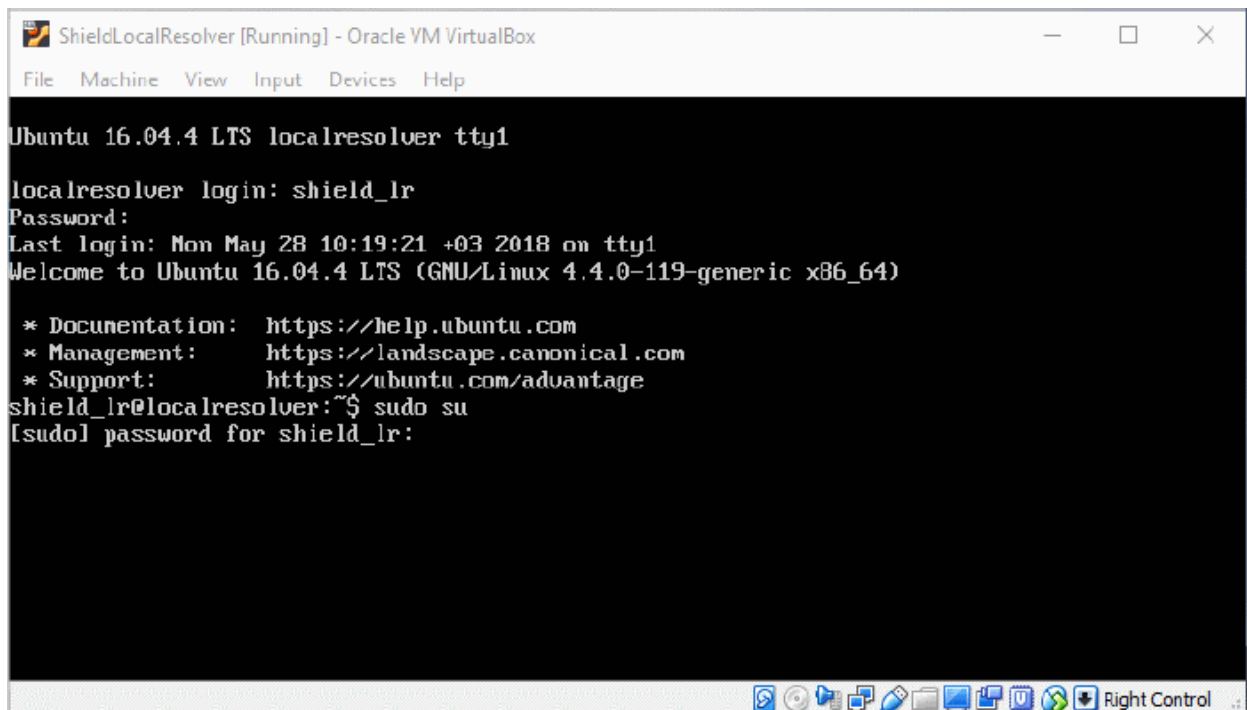 ShieldLocalResolver [Running] - Oracle VM VirtualBox
File Machine View Input Devices Help
Ubuntu 16.04.4 LTS localresolver tty1
localresolver login: shield_lr
Password:
Last login: Mon May 28 10:19:21 +03 2018 on tty1
Welcome to Ubuntu 16.04.4 LTS (GNU/Linux 4.4.0-119-generic x86_64)
* Documentation: https://help.ubuntu.com
* Management: https://landscape.canonical.com
* Support: https://ubuntu.com/advantage
shield_lr@localresolver:~$ sudo su
[sudo] password for shield_lr:
Right Control